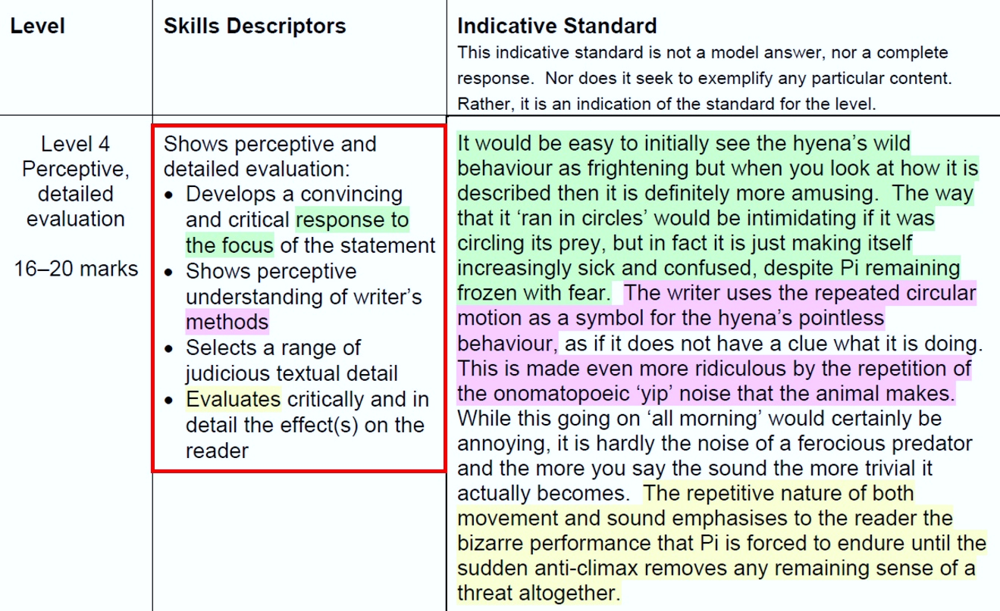 Level
Skills Descriptors
Indicative Standard
This indicative standard is not a model answer, nor a complete
response.  Nor does it seek to exemplify any particular content.
Rather, it is an indication of the standard for the level.
Level 4
Perceptive,
detailed
evaluation
16–20 marks
Shows perceptive and
detailed evaluation:
• Develops a convincing
and critical response to
the focus of the statement
• Shows perceptive
understanding of writer’s
methods
• Selects a range of
judicious textual detail
• Evaluates critically and in
detail the effect(s) on the
reader
It would be easy to initially see the hyena’s wild
behaviour as frightening but when you look at how it is
described then it is definitely more amusing.  The way
that it ‘ran in circles’ would be intimidating if it was
circling its prey, but in fact it is just making itself
increasingly sick and confused, despite Pi remaining
frozen with fear.  The writer uses the repeated circular
motion as a symbol for the hyena’s pointless
behaviour, as if it does not have a clue what it is doing.
This is made even more ridiculous by the repetition of
the onomatopoeic ‘yip’ noise that the animal makes.
While this going on ‘all morning’ would certainly be
annoying, it is hardly the noise of a ferocious predator
and the more you say the sound the more trivial it
actually becomes.  The repetitive nature of both
movement and sound emphasises to the reader the
bizarre performance that Pi is forced to endure until the
sudden anti-climax removes any remaining sense of a
threat altogether.